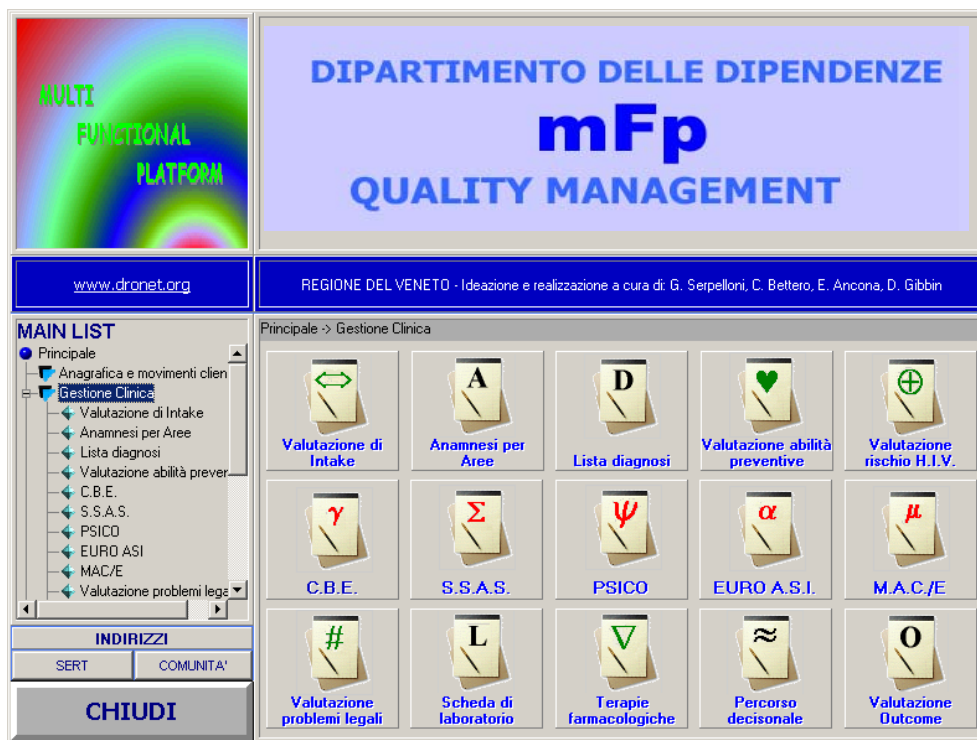 MULTI
FUNCTIONAL
PLATFORM
DIPARTIMENTO DELLE DIPENDENZE
mFp
QUALITY MANAGEMENT
www.dronet.org
REGIONE DEL VENETO - Ideazione e realizzazione a cura di: G. Serpelloni, C. Bettero, E. Ancona, D. Gibbin
MAIN LIST
Principale
Anagrafica e movimenti clien
Gestione Clinica
Valutazione di Intake
Anamnesi per Aree
Lista diagnosi
Valutazione abilità prever
C.B.E.
S.S.A.S.
PSICO
EURO ASI
MAC/E
Valutazione problemi lega
INDIRIZZI
SERT
COMUNITA'
CHIUDI
Principale -> Gestione Clinica
⇔
A
D
♥
⊕
Valutazione di
Intake
Anamnesi per
Aree
Lista diagnosi
Valutazione abilità
preventive
Valutazione
rischio H.I.V.
γ
Σ
Ψ
α
μ
C.B.E.
S.S.A.S.
PSICO
EURO A.S.I.
M.A.C./E
#
L
∇
≈
O
Valutazione
problemi legali
Scheda di
laboratorio
Terapie
farmacologiche
Percorso
decisonale
Valutazione
Outcome